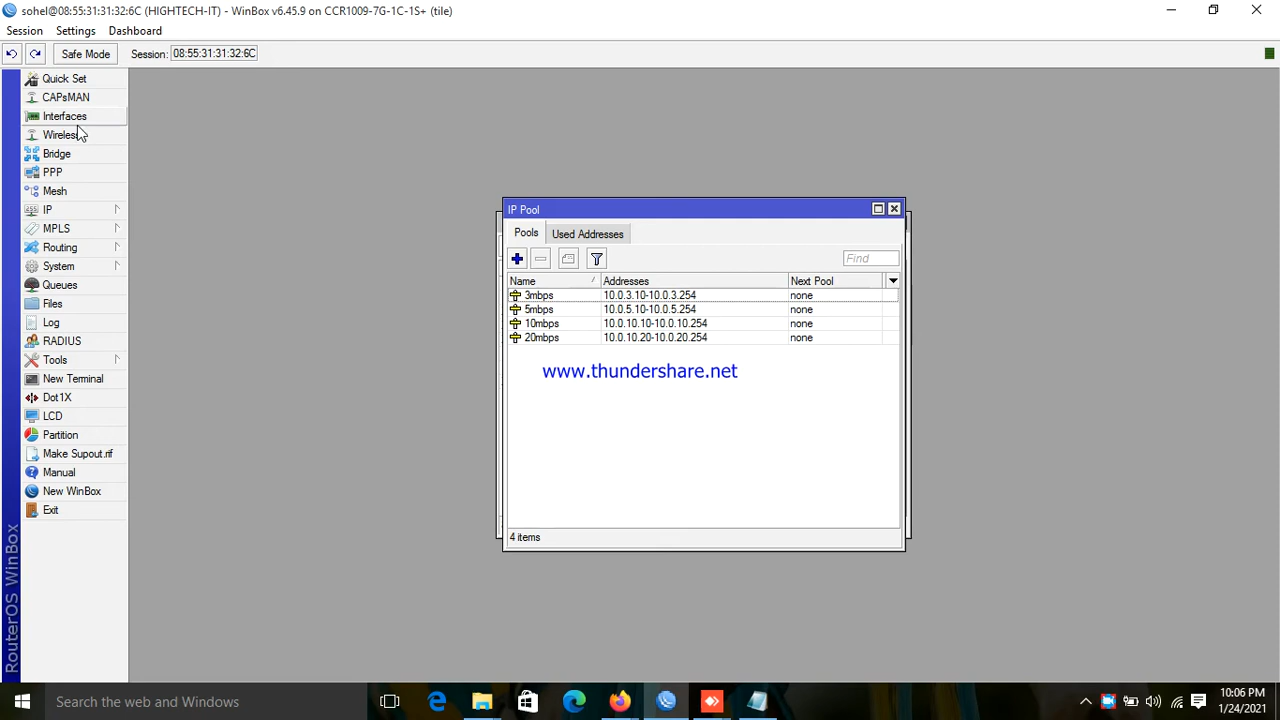 sohel@08:55:31:31:32:6C (HIGHTECH-IT) - WinBox v6.45.9 on CCR1009-7G-1C-1S+ (tile)
Session Settings Dashboard
Safe Mode Session: 08:55:31:31:32:6C
Quick Set
CAPsMAN
Interfaces
Wireless
Bridge
PPP
Mesh
IP
MPLS
Routing
System
Queues
Files
Log
RADIUS
Tools
New Terminal
Dot1X
LCD
Partition
Make Supout.rif
Manual
New WinBox
Exit
RouterOS WinBox
IP Pool
Pools Used Addresses
Find
Name Addresses Next Pool
3mbps 10.0.3.10-10.0.3.254 none
5mbps 10.0.5.10-10.0.5.254 none
10mbps 10.0.10.10-10.0.10.254 none
20mbps 10.0.10.20-10.0.20.254 none
www.thundershare.net
4 items
Search the web and Windows
10:06 PM
1/24/2021